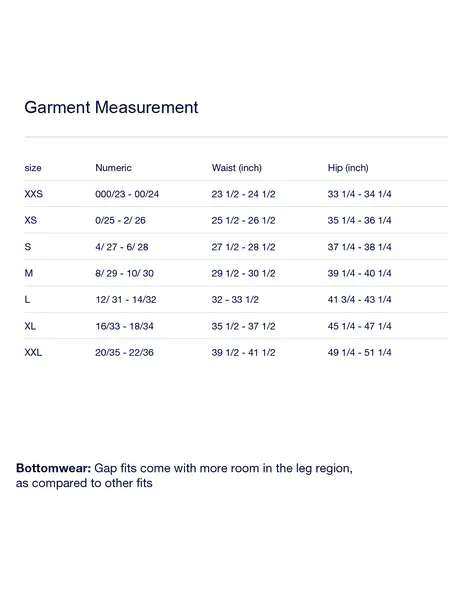 Garment Measurement
size Numeric Waist (inch) Hip (inch)
XXS 000/23 - 00/24 23 1/2 - 24 1/2 33 1/4 - 34 1/4
XS 0/25 - 2/ 26 25 1/2 - 26 1/2 35 1/4 - 36 1/4
S 4/ 27 - 6/ 28 27 1/2 - 28 1/2 37 1/4 - 38 1/4
M 8/ 29 - 10/ 30 29 1/2 - 30 1/2 39 1/4 - 40 1/4
L 12/ 31 - 14/32 32 - 33 1/2 41 3/4 - 43 1/4
XL 16/33 - 18/34 35 1/2 - 37 1/2 45 1/4 - 47 1/4
XXL 20/35 - 22/36 39 1/2 - 41 1/2 49 1/4 - 51 1/4
Bottomwear: Gap fits come with more room in the leg region,
as compared to other fits